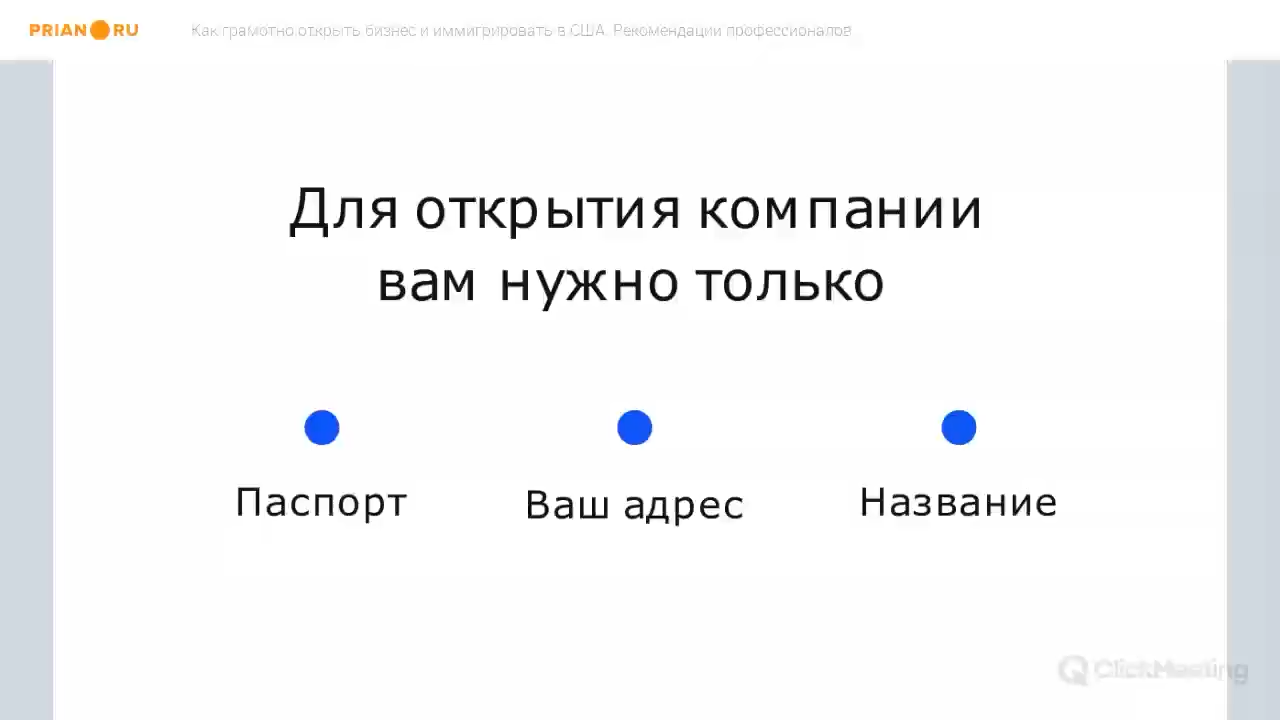 PRIAN.RU Как грамотно открыть бизнес и иммигрировать в США. Рекомендации профессионалов
Для открытия компании
вам нужно только
Паспорт Ваш адрес Название
ClickMeeting